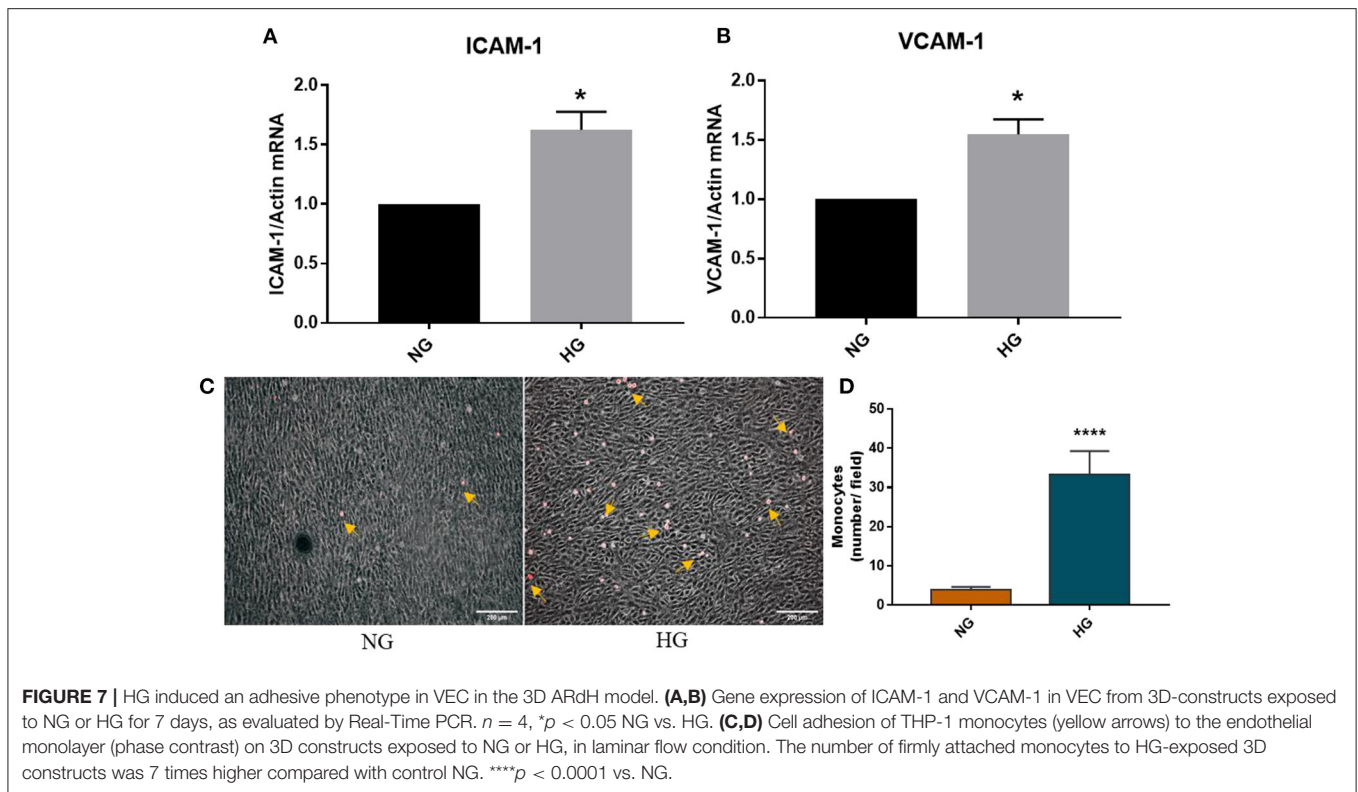 A
ICAM-1
ICAM-1/Actin mRNA
2.0
1.5
1.0
0.5
0.0
*
NG
HG
B
VCAM-1
VCAM-1/Actin mRNA
2.0
1.5
1.0
0.5
0.0
*
NG
HG
C
200 µm
200 µm
NG
HG
D
Monocytes
(number/ field)
50
40
30
20
10
0
****
NG
HG
FIGURE 7 | HG induced an adhesive phenotype in VEC in the 3D ARdH model. (A,B) Gene expression of ICAM-1 and VCAM-1 in VEC from 3D-constructs exposed
to NG or HG for 7 days, as evaluated by Real-Time PCR. n = 4, *p < 0.05 NG vs. HG. (C,D) Cell adhesion of THP-1 monocytes (yellow arrows) to the endothelial
monolayer (phase contrast) on 3D constructs exposed to NG or HG, in laminar flow condition. The number of firmly attached monocytes to HG-exposed 3D
constructs was 7 times higher compared with control NG. ****p < 0.0001 vs. NG.